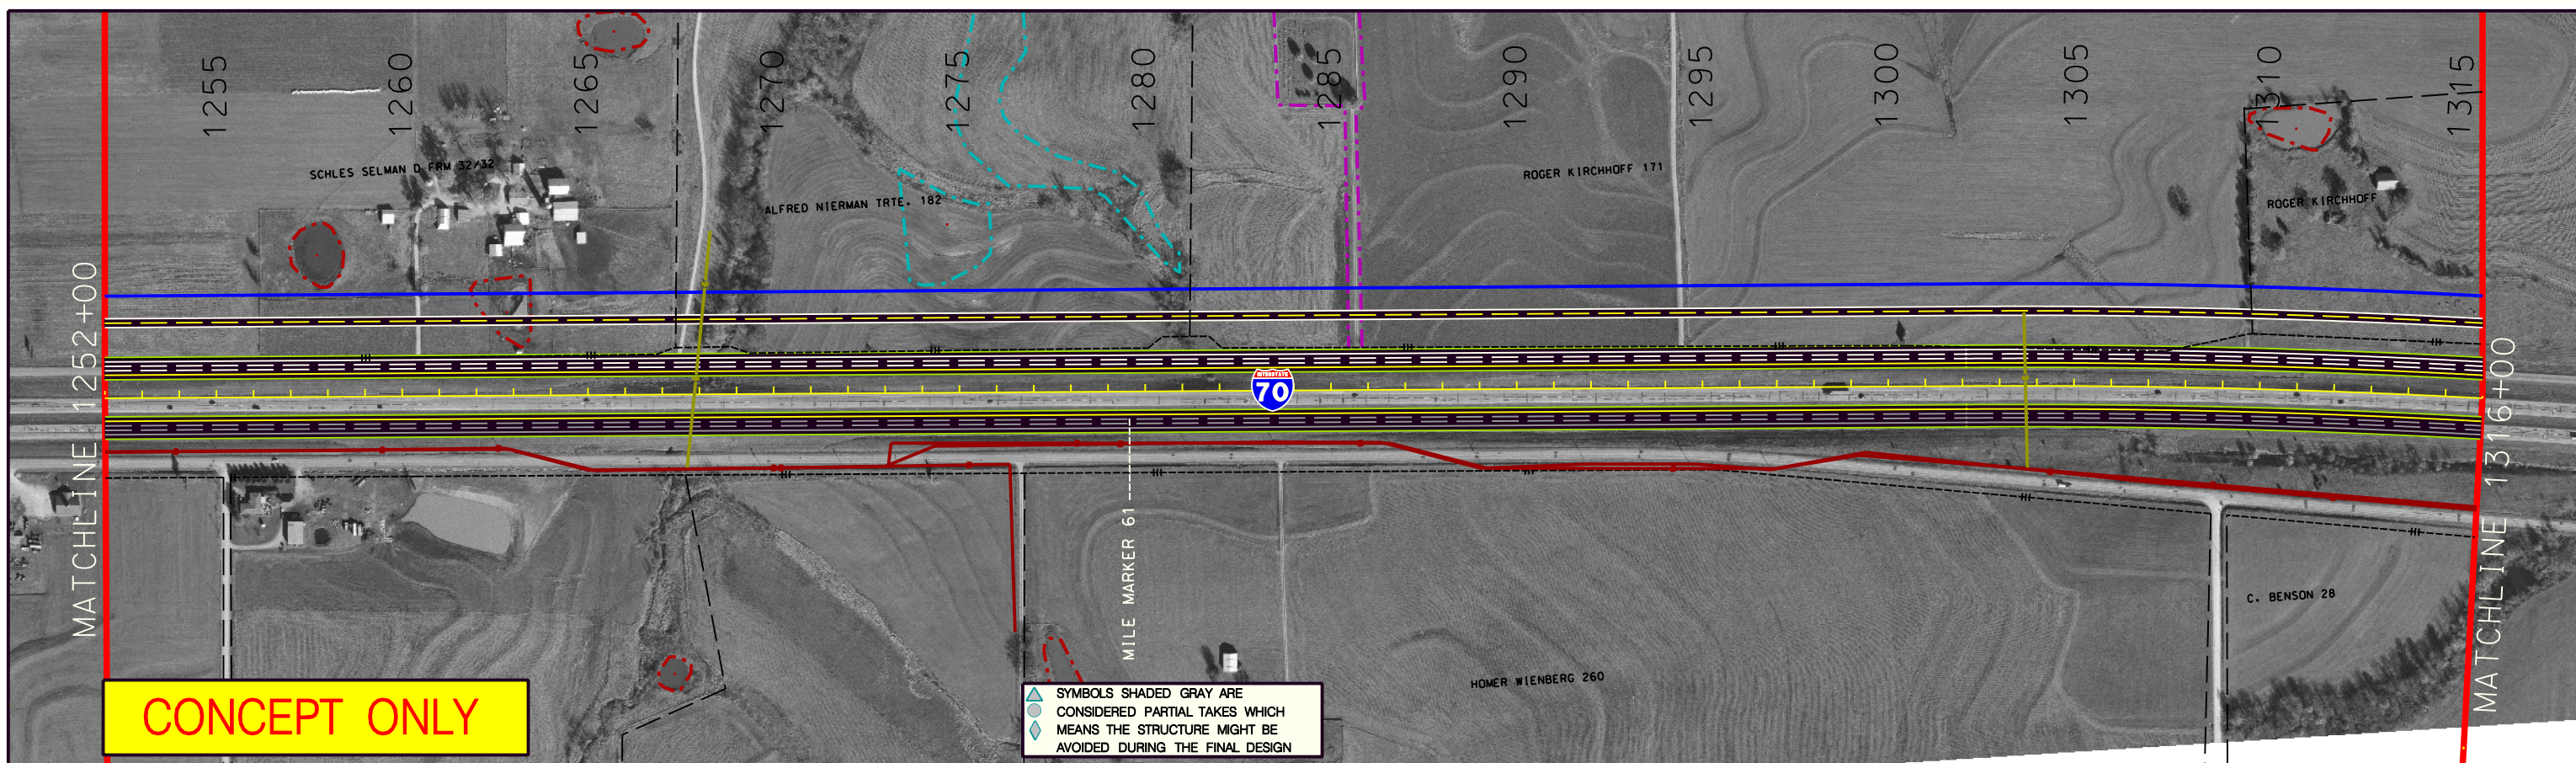 1255
1260
1265
1270
1275
1280
1285
1290
1295
1300
1305
1310
1315
SCHLES SELMAN D FRM 32/32
ALFRED NIERMAN TRTE. 182
ROGER KIRCHHOFF 171
ROGER KIRCHHOFF
MATCHLINE 1252+00
INTERSTATE
70
MATCHLINE 1316+00
MILE MARKER 61
C. BENSON 28
HOMER WIENBERG 260
CONCEPT ONLY
SYMBOLS SHADED GRAY ARE
CONSIDERED PARTIAL TAKES WHICH
MEANS THE STRUCTURE MIGHT BE
AVOIDED DURING THE FINAL DESIGN